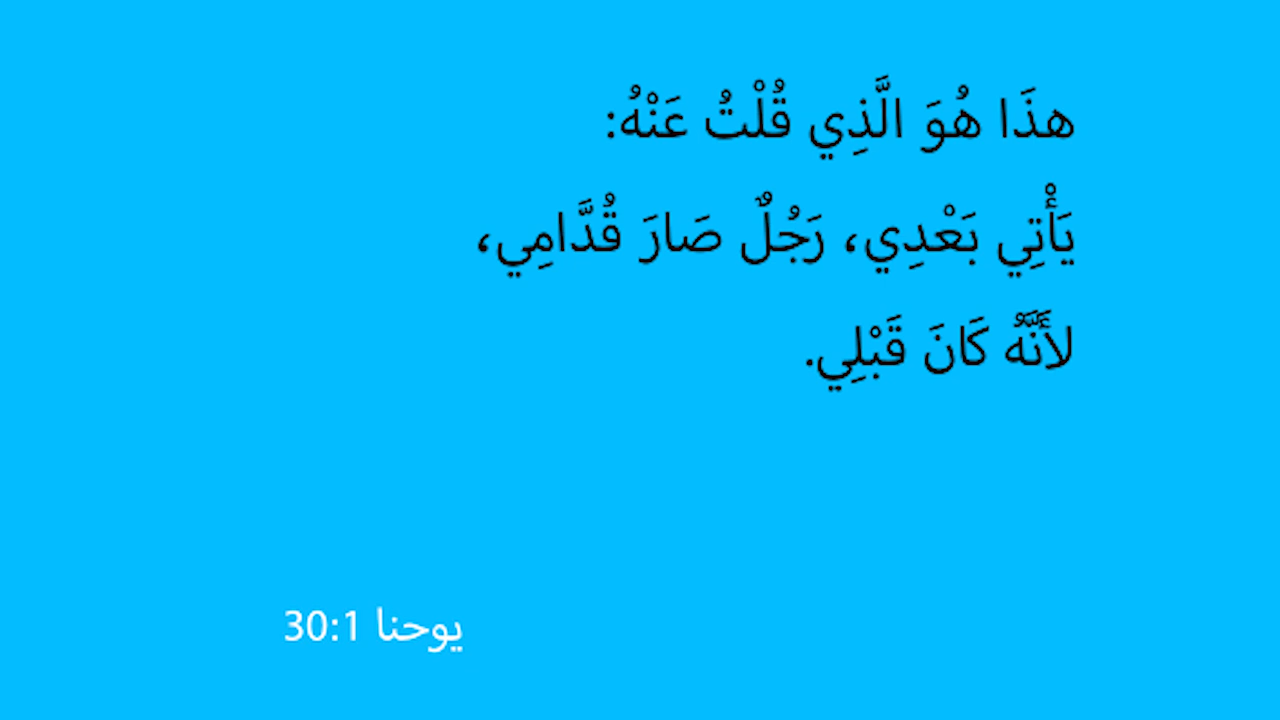 هذَا هُوَ الَّذِي قُلْتُ عَنْهُ:
يَأْتِي بَعْدِي، رَجُلٌ صَارَ قُدَّامِي،
لأَنَّهُ كَانَ قَبْلِي.
يوحنا 30:1